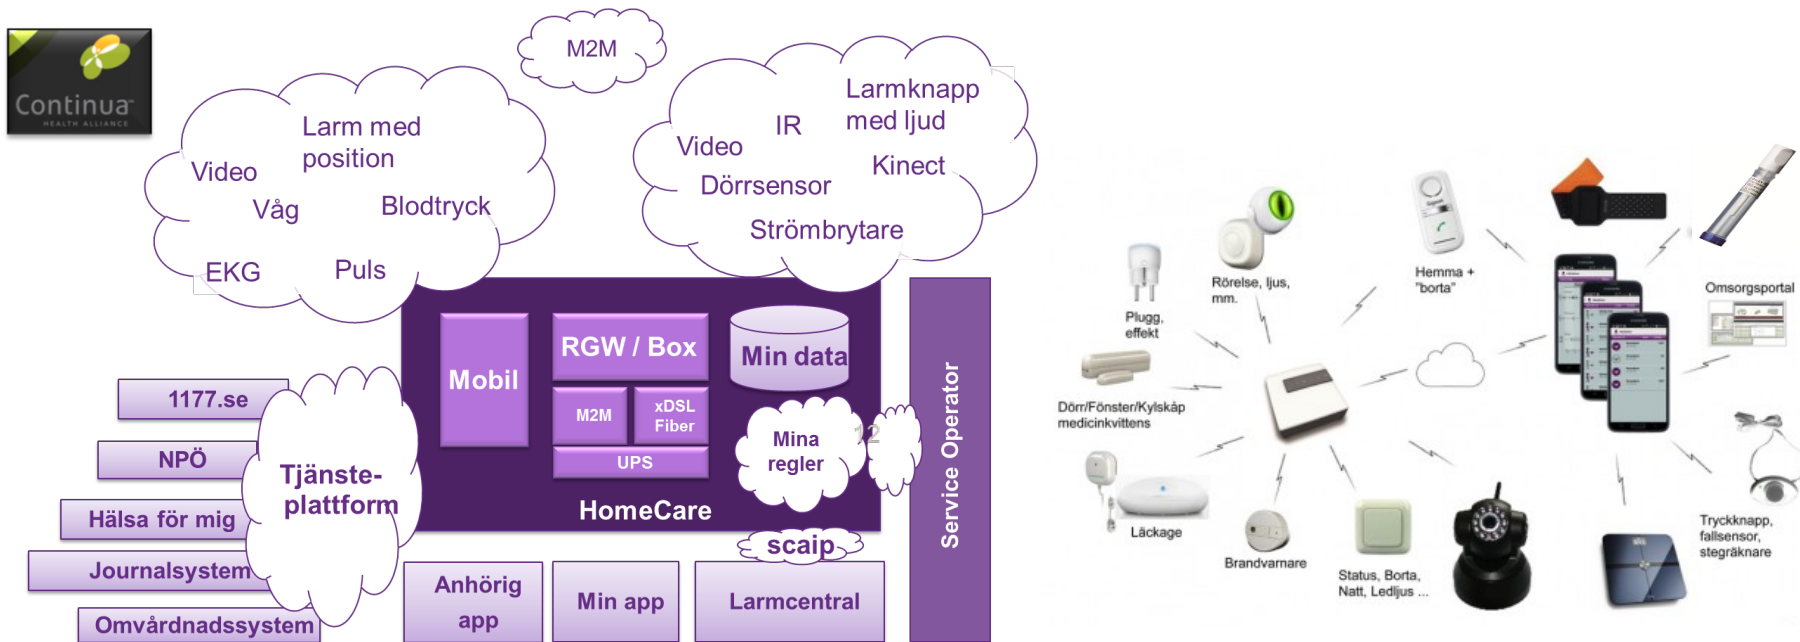 Continua
HEALTH ALLIANCE
M2M
Larm med
position
Video
Våg
Blodtryck
EKG
Puls
Larmknapp
med ljud
IR
Video
Kinect
Dörrsensor
Strömbrytare
Mobil
RGW / Box
Min data
M2M
xDSL
Fiber
UPS
Mina
regler
12
HomeCare
Service Operator
scaip
1177.se
NPÖ
Hälsa för mig
Journalsystem
Omvårdnadssystem
Tjänste-
plattform
Anhörig
app
Min app
Larmcentral
Rörelse, ljus,
mm.
Hemma +
"borta"
Omsorgsportal
Plugg,
effekt
Dörr/Fönster/Kylskåp
medicinkvittens
Läckage
Brandvarnare
Status, Borta,
Natt, Ledljus ...
Tryckknapp,
fallsensor,
stegräknare